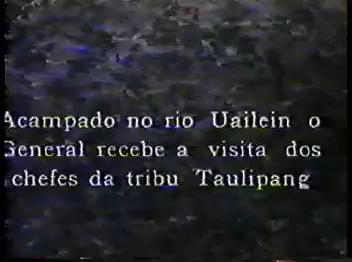 Acampado no rio Uailein o
General recebe a visita dos
chefes da tribu Taulipang